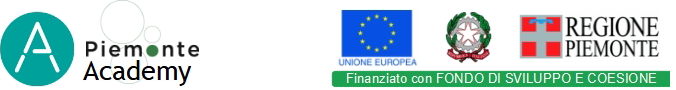 A
Piemonte
Academy
UNIONE EUROPEA
REGIONE
PIEMONTE
Finanziato con FONDO DI SVILUPPO E COESIONE